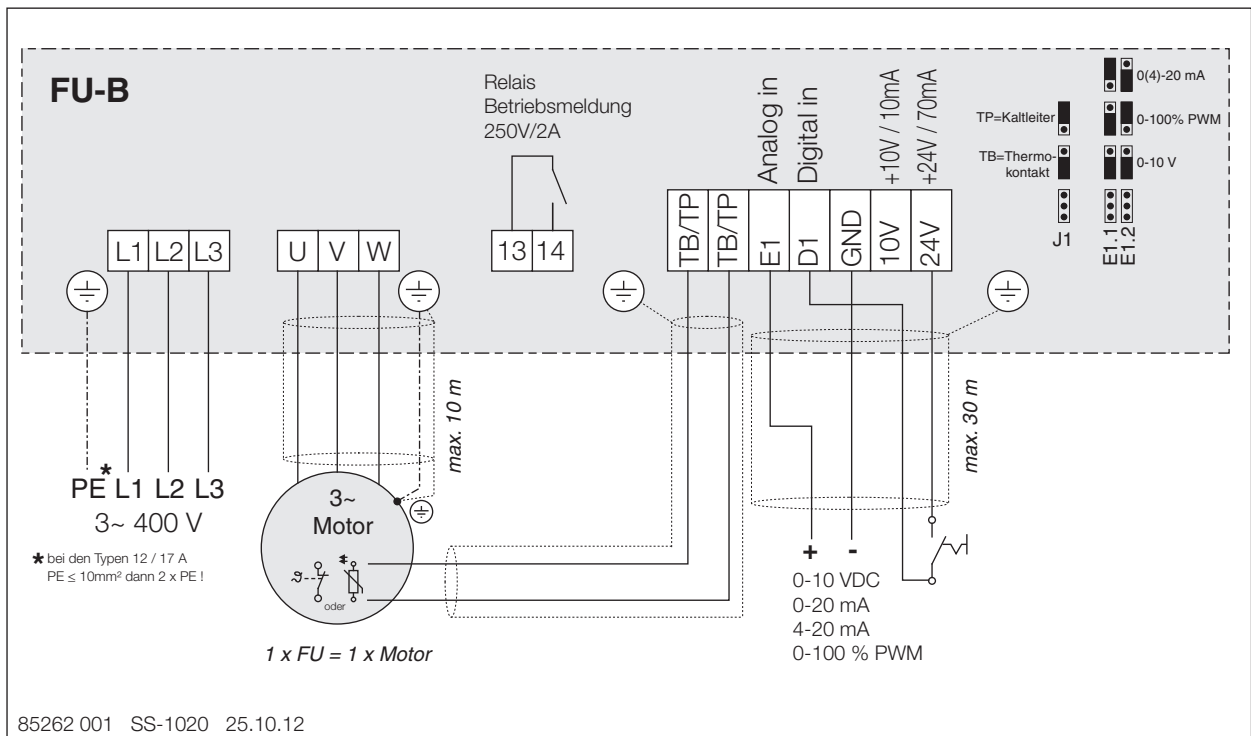 FU-B
Relais
Betriebsmeldung
250V/2A
Analog in
Digital in
+10V / 10mA
+24V / 70mA
TP=Kaltleiter
TB=Thermo-
kontakt
J1
0(4)-20 mA
0-100% PWM
0-10 V
E1.1
E1.2
L1 L2 L3
U V W
13 14
TB/TP
TB/TP
E1
D1
GND
10V
24V
max. 10 m
max. 30 m
PE* L1 L2 L3
3~ 400 V
* bei den Typen 12 / 17 A
PE ≤ 10mm² dann 2 x PE !
3~
Motor
oder
1 x FU = 1 x Motor
+ -
0-10 VDC
0-20 mA
4-20 mA
0-100 % PWM
85262 001 SS-1020 25.10.12